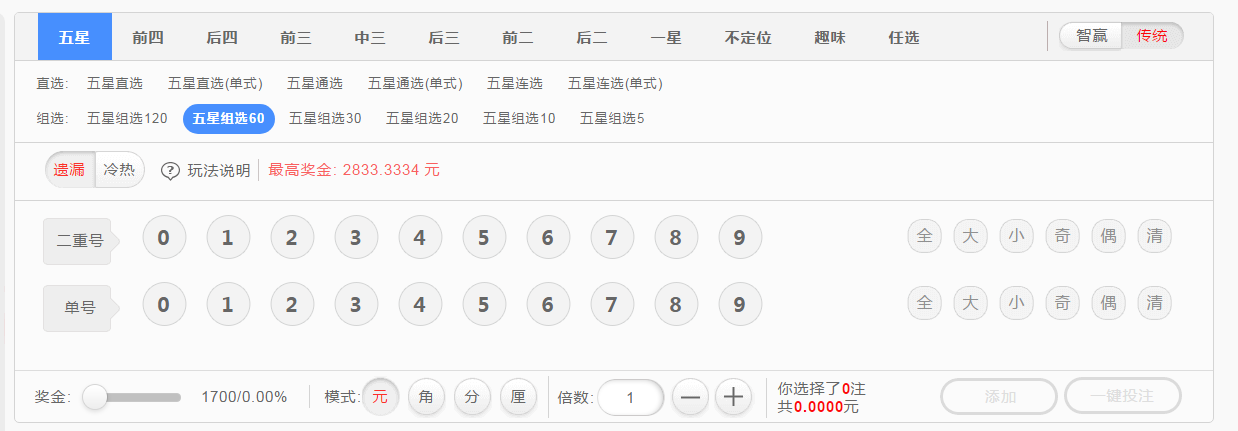 五星 前四 后四 前三 中三 后三 前二 后二 一星 不定位 趣味 任选 智赢 传统
直选: 五星直选 五星直选(单式) 五星通选 五星通选(单式) 五星连选 五星连选(单式)
组选: 五星组选120 五星组选60 五星组选30 五星组选20 五星组选10 五星组选5
遗漏 冷热 ? 玩法说明 最高奖金: 2833.3334 元
二重号 0 1 2 3 4 5 6 7 8 9 全 大 小 奇 偶 清
单号 0 1 2 3 4 5 6 7 8 9 全 大 小 奇 偶 清
奖金: 1700/0.00% 模式: 元 角 分 厘 倍数: 1 — + 你选择了0注
共0.0000元
添加 一键投注